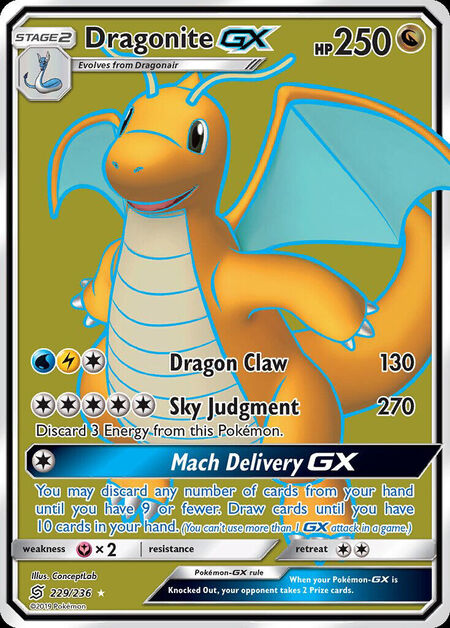 STAGE2 Dragonite GX HP250
Evolves from Dragonair
Dragon Claw 130
Sky Judgment 270
Discard 3 Energy from this Pokémon.
Mach Delivery GX
You may discard any number of cards from your hand
until you have 9 or fewer. Draw cards until you have
10 cards in your hand. (You can't use more than 1 GX attack in a game.)
weakness ×2 resistance retreat
Illus. ConceptLab
229/236
©2019 Pokémon
Pokémon-GX rule
When your Pokémon-GX is
Knocked Out, your opponent takes 2 Prize cards.